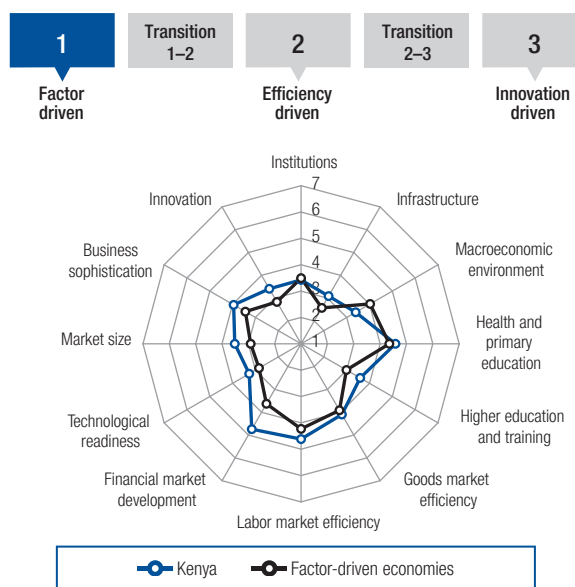 1
Transition
1–2
2
Transition
2–3
3
Factor
driven
Efficiency
driven
Innovation
driven
Institutions
Infrastructure
Macroeconomic
environment
Health and
primary
education
Higher education
and training
Goods market
efficiency
Labor market efficiency
Financial market
development
Technological
readiness
Market size
Business
sophistication
Innovation
7
6
5
4
3
2
1
Kenya
Factor-driven economies